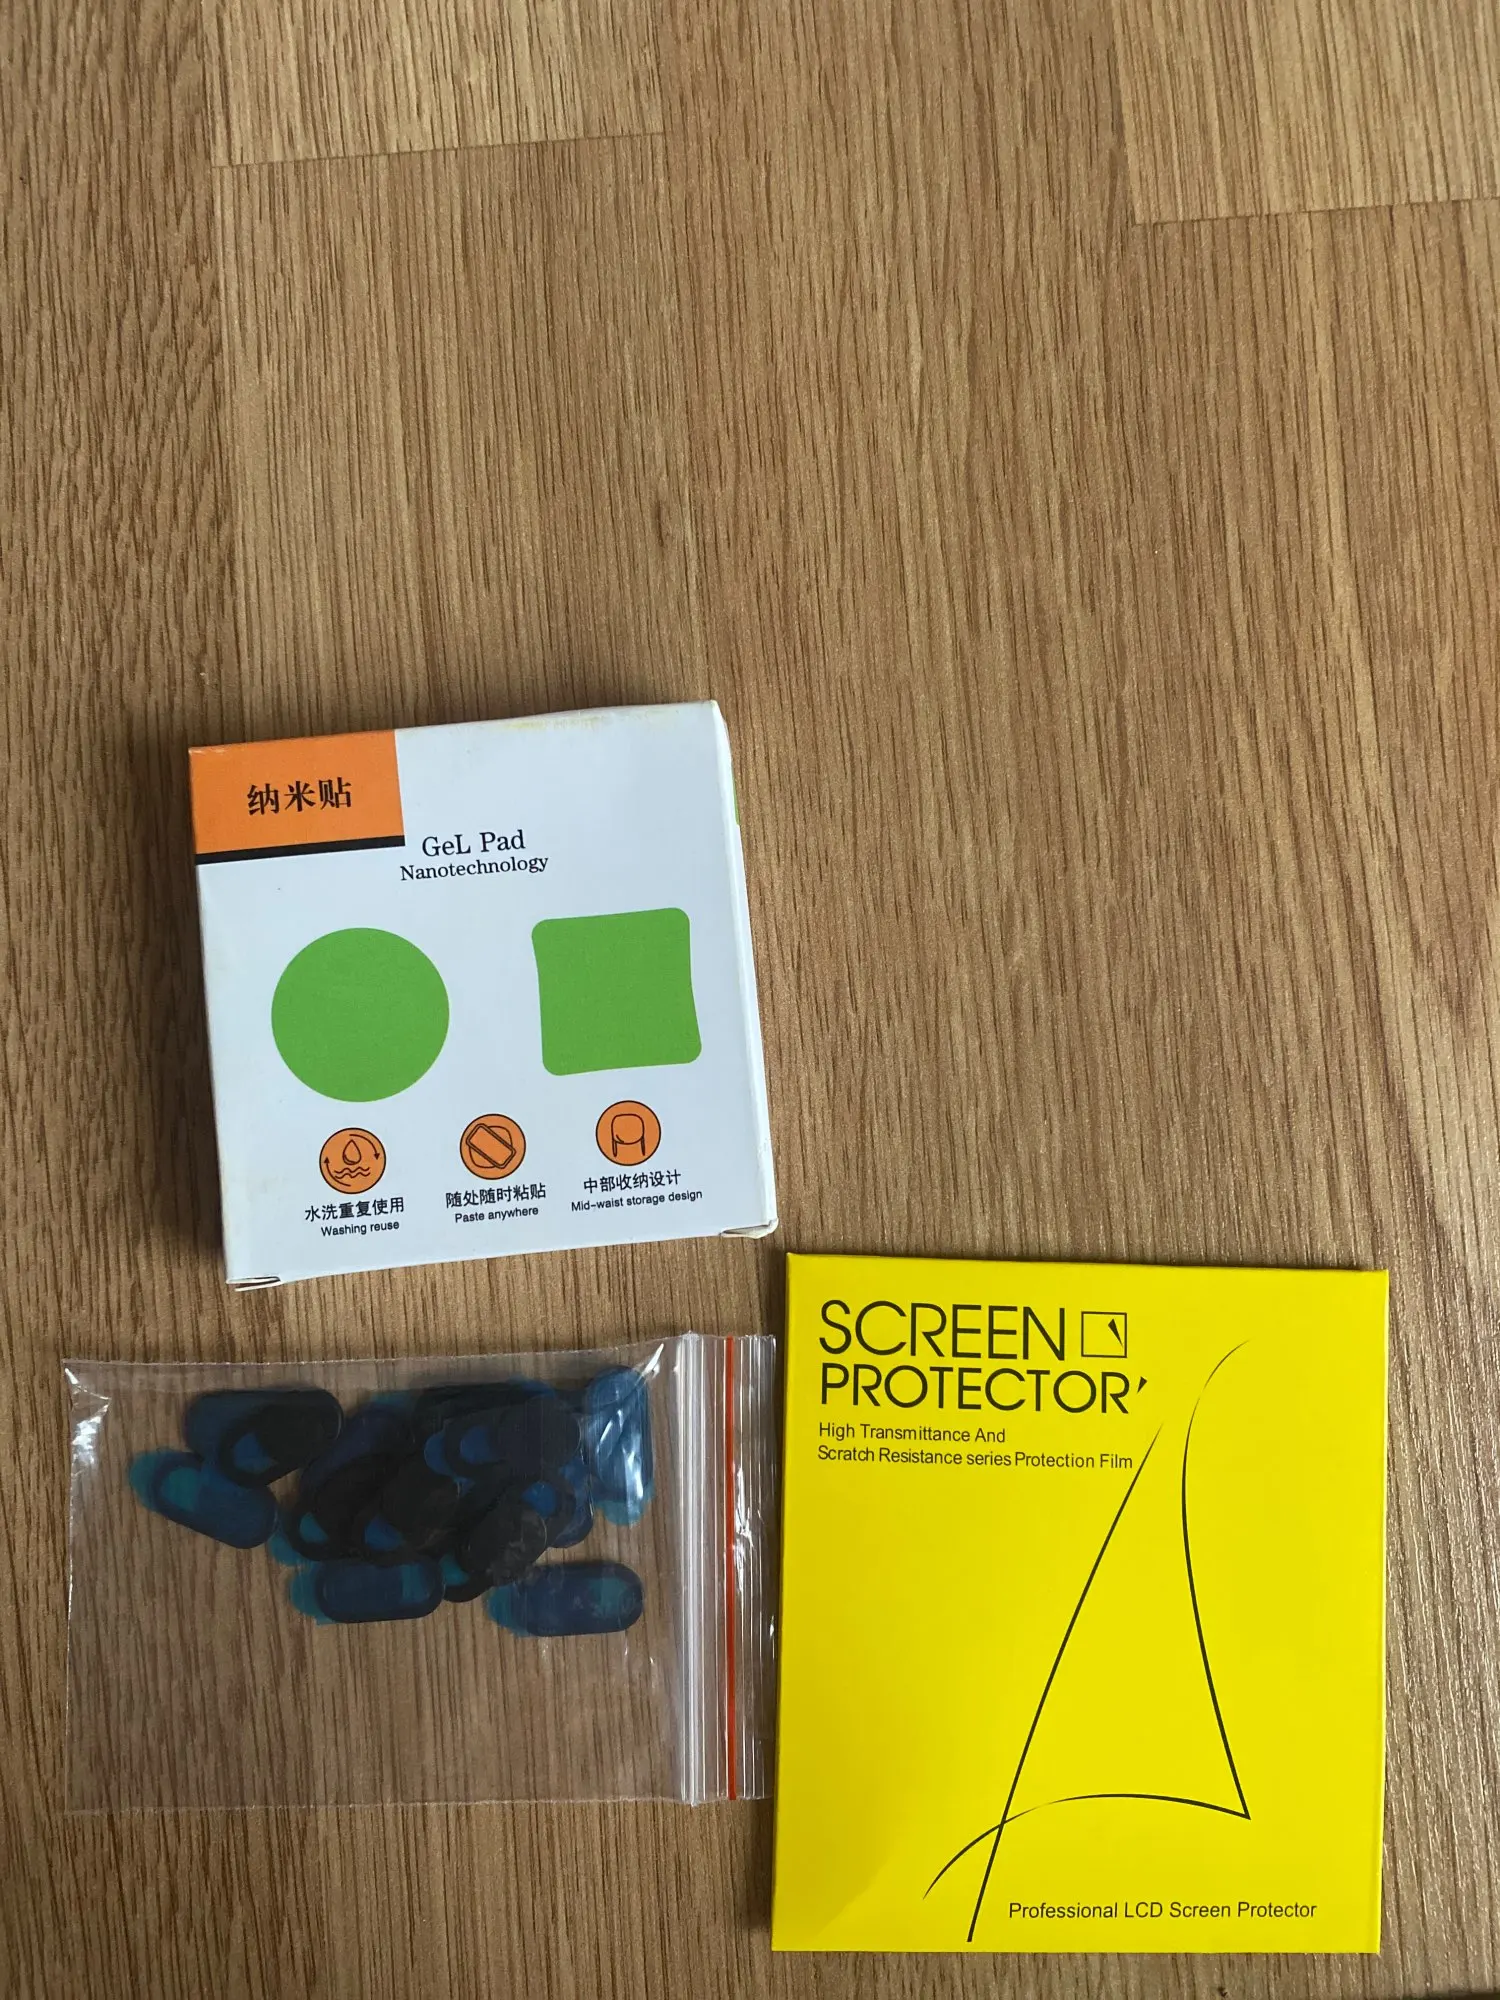 纳米贴
GeL Pad
Nanotechnology
水洗重复使用
Washing reuse
随处随时粘贴
Paste anywhere
中部收纳设计
Mid-waist storage design
SCREEN
PROTECTOR'
High Transmittance And
Scratch Resistance series Protection Film
Professional LCD Screen Protector